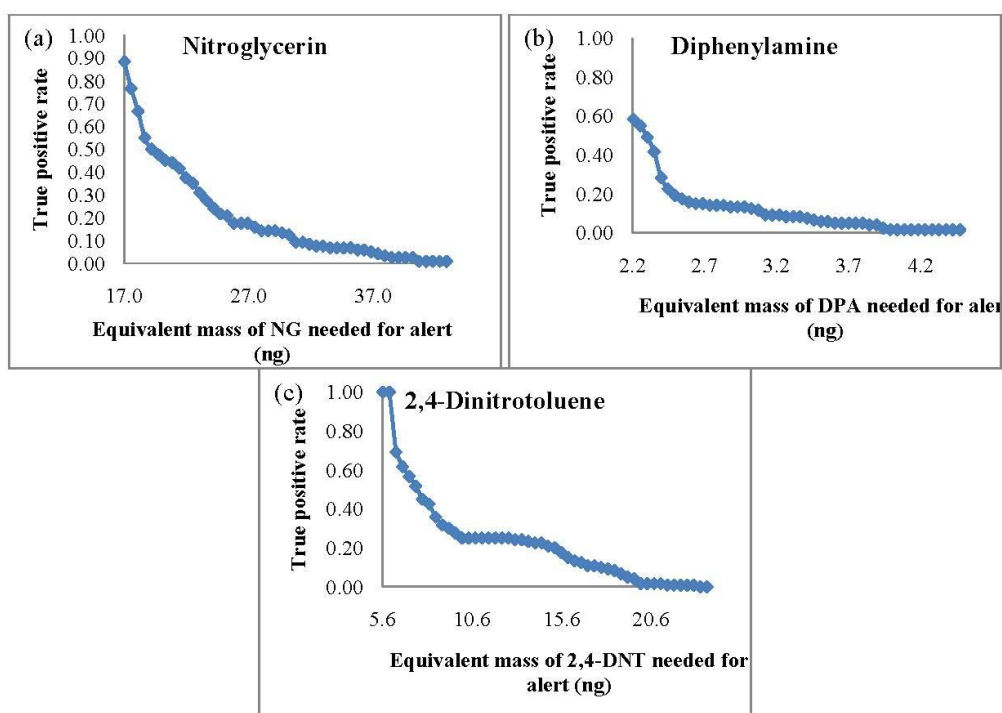 (a)
Nitroglycerin
True positive rate
1.00
0.90
0.80
0.70
0.60
0.50
0.40
0.30
0.20
0.10
0.00
17.0 27.0 37.0
Equivalent mass of NG needed for alert
(ng)
(b)
Diphenylamine
True positive rate
1.00
0.80
0.60
0.40
0.20
0.00
2.2 2.7 3.2 3.7 4.2
Equivalent mass of DPA needed for aler
(ng)
(c)
2,4-Dinitrotoluene
True positive rate
1.00
0.80
0.60
0.40
0.20
0.00
5.6 10.6 15.6 20.6
Equivalent mass of 2,4-DNT needed for
alert (ng)